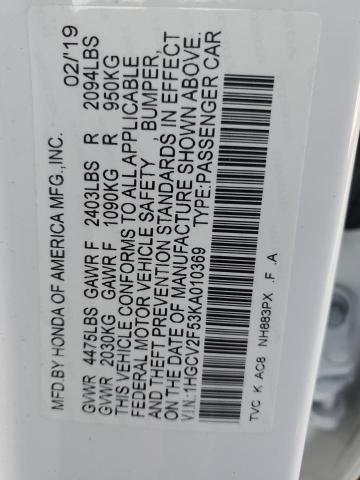 MFD.BY HONDA OF AMERICA MFG.,INC. 02/'19
GVWR 4475LBS GAWR F 2403LBS R 2094LBS
GVWR 2030KG GAWR F 1090KG R 950KG
THIS VEHICLE CONFORMS TO ALL APPLICABLE
FEDERAL MOTOR VEHICLE SAFETY, BUMPER,
AND THEFT PREVENTION STANDARDS IN EFFECT
ON THE DATE OF MANUFACTURE SHOWN ABOVE.
V.I.N.:1HGCV2F53KA010369 TYPE:PASSENGER CAR
TVC K AC8 NH883PX .F .A